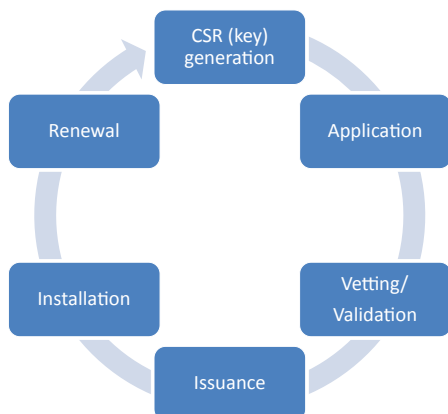 CSR (key)
generation
Application
Vetting/
Validation
Issuance
Installation
Renewal